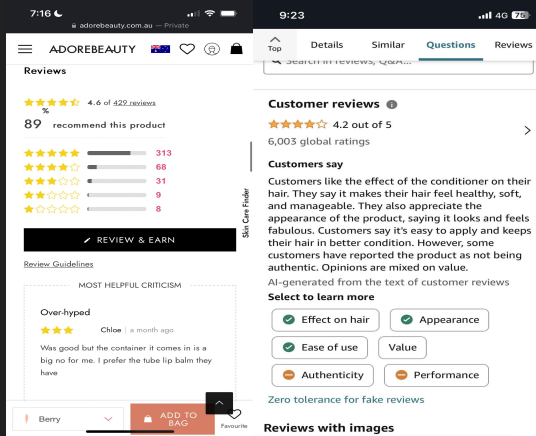 7:16
adorebeauty.com.au — Private
ADOREBEAUTY
Reviews
4.6 of 429 reviews
%
89 recommend this product
313
68
31
9
8
REVIEW & EARN
Review Guidelines
MOST HELPFUL CRITICISM
Over-hyped
Chloe | a month ago
Was good but the container it comes in is a
big no for me. I prefer the tube lip balm they
have
Skin Care Finder
Berry
ADD TO
BAG
Favourite
9:23
4G 75
Top
Details
Similar
Questions
Reviews
Search in reviews, Q&A...
Customer reviews
4.2 out of 5
6,003 global ratings
Customers say
Customers like the effect of the conditioner on their
hair. They say it makes their hair feel healthy, soft,
and manageable. They also appreciate the
appearance of the product, saying it looks and feels
fabulous. Customers say it's easy to apply and keeps
their hair in better condition. However, some
customers have reported the product as not being
authentic. Opinions are mixed on value.
AI-generated from the text of customer reviews
Select to learn more
Effect on hair
Appearance
Ease of use
Value
Authenticity
Performance
Zero tolerance for fake reviews
Reviews with images